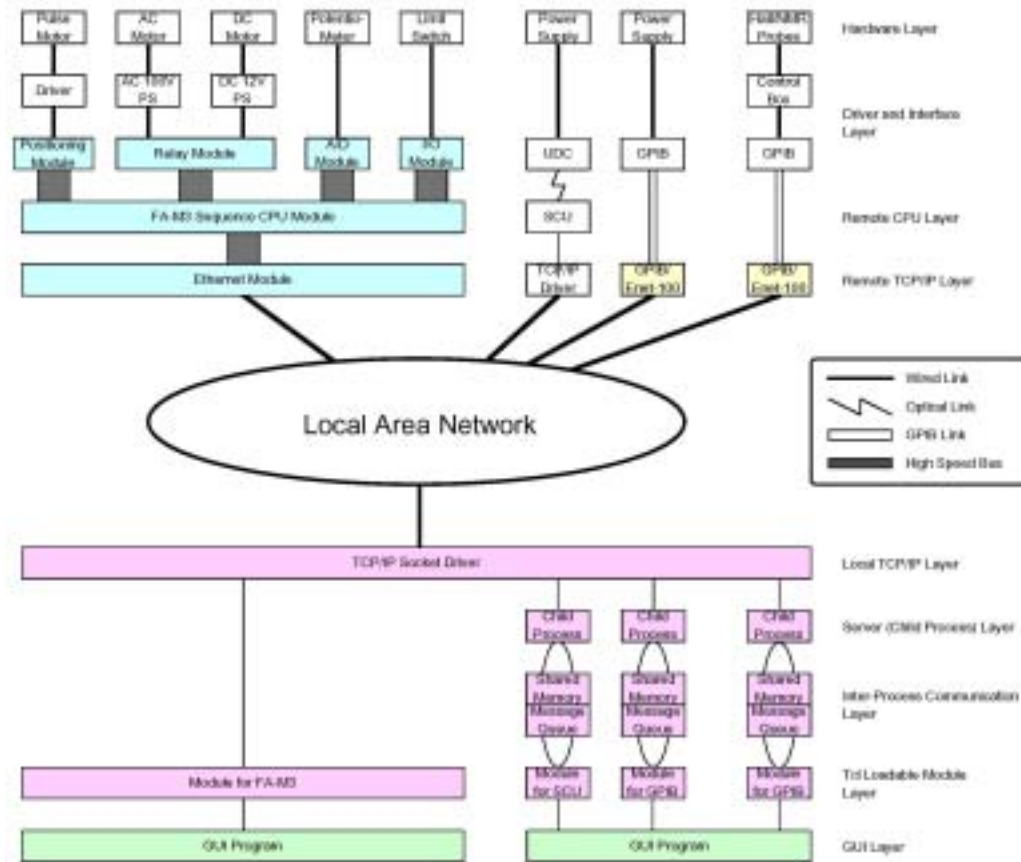 Pulse Motor
AC Motor
DC Motor
Potentio-Meter
Limit Switch
Power Supply
Power Supply
Hall/NMR Probes
Hardware Layer
Driver
AC 100V PS
DC 12V PS
Control Box
Driver and Interface Layer
Positioning Module
Relay Module
A/D Module
I/O Module
UDC
GPIB
GPIB
FA-M3 Sequence CPU Module
SCU
Remote CPU Layer
Ethernet Module
TCP/IP Driver
GPIB/Enet-100
GPIB/Enet-100
Remote TCP/IP Layer
Local Area Network
Wired Link
Optical Link
GPIB Link
High Speed Bus
TCP/IP Socket Driver
Local TCP/IP Layer
Child Process
Child Process
Child Process
Server (Child Process) Layer
Shared Memory
Shared Memory
Shared Memory
Message Queue
Message Queue
Message Queue
Inter-Process Communication Layer
Module for FA-M3
Module for SCU
Module for GPIB
Module for GPIB
Tcl Loadable Module Layer
GUI Program
GUI Program
GUI Layer